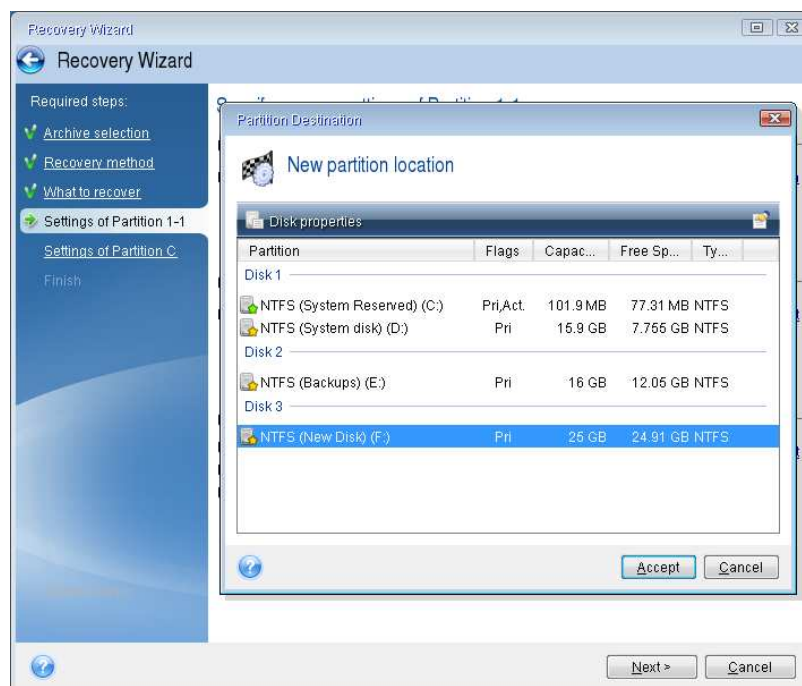 Recovery Wizard
Recovery Wizard
Required steps:
Archive selection
Recovery method
What to recover
Settings of Partition 1-1
Settings of Partition C
Finish
Partition Destination
New partition location
Disk properties
Partition Flags Capac... Free Sp... Ty...
Disk 1
NTFS (System Reserved) (C:) Pri,Act. 101.9 MB 77.31 MB NTFS
NTFS (System disk) (D:) Pri 15.9 GB 7.755 GB NTFS
Disk 2
NTFS (Backups) (E:) Pri 16 GB 12.05 GB NTFS
Disk 3
NTFS (New Disk) (F:) Pri 25 GB 24.91 GB NTFS
Accept Cancel
Next > Cancel